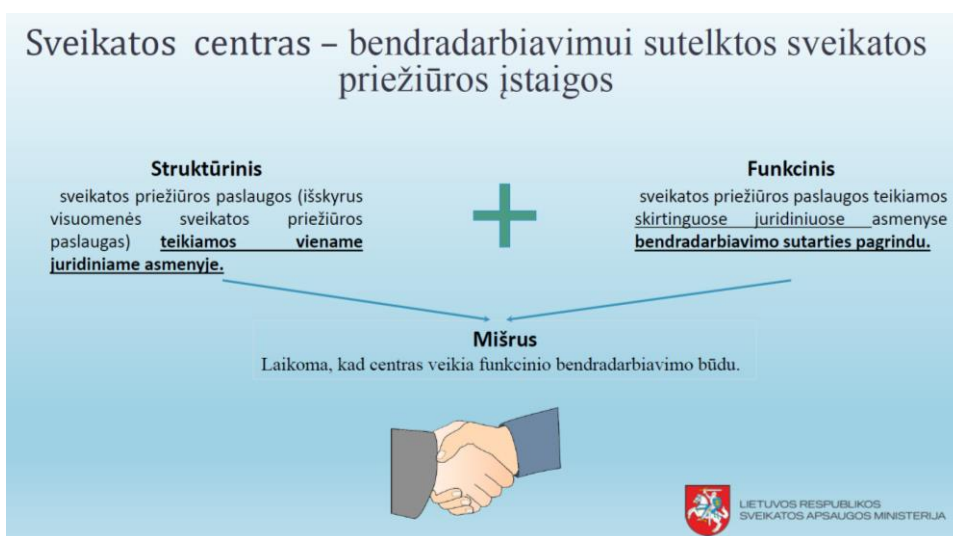 Sveikatos centras – bendradarbiavimui sutelktos sveikatos
priežiūros įstaigos
Struktūrinis
sveikatos priežiūros paslaugos (išskyrus
visuomenės sveikatos priežiūros
paslaugas) teikiamos viename
juridiniame asmenyje.
Funkcinis
sveikatos priežiūros paslaugos teikiamos
skirtinguose juridiniuose asmenyse
bendradarbiavimo sutarties pagrindu.
Mišrus
Laikoma, kad centras veikia funkcinio bendradarbiavimo būdu.
LIETUVOS RESPUBLIKOS
SVEIKATOS APSAUGOS MINISTERIJA